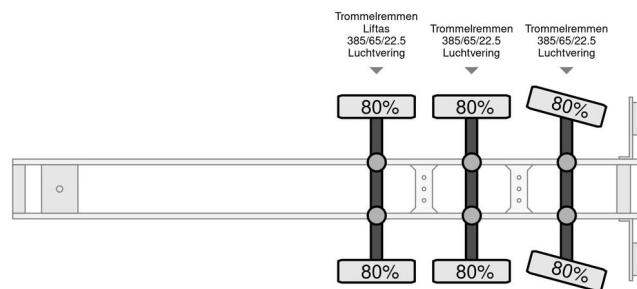 Trommelremmen
Liftas
385/65/22.5
Luchtvering
Trommelremmen
385/65/22.5
Luchtvering
Trommelremmen
385/65/22.5
Luchtvering
80%
80%
80%
80%
80%
80%